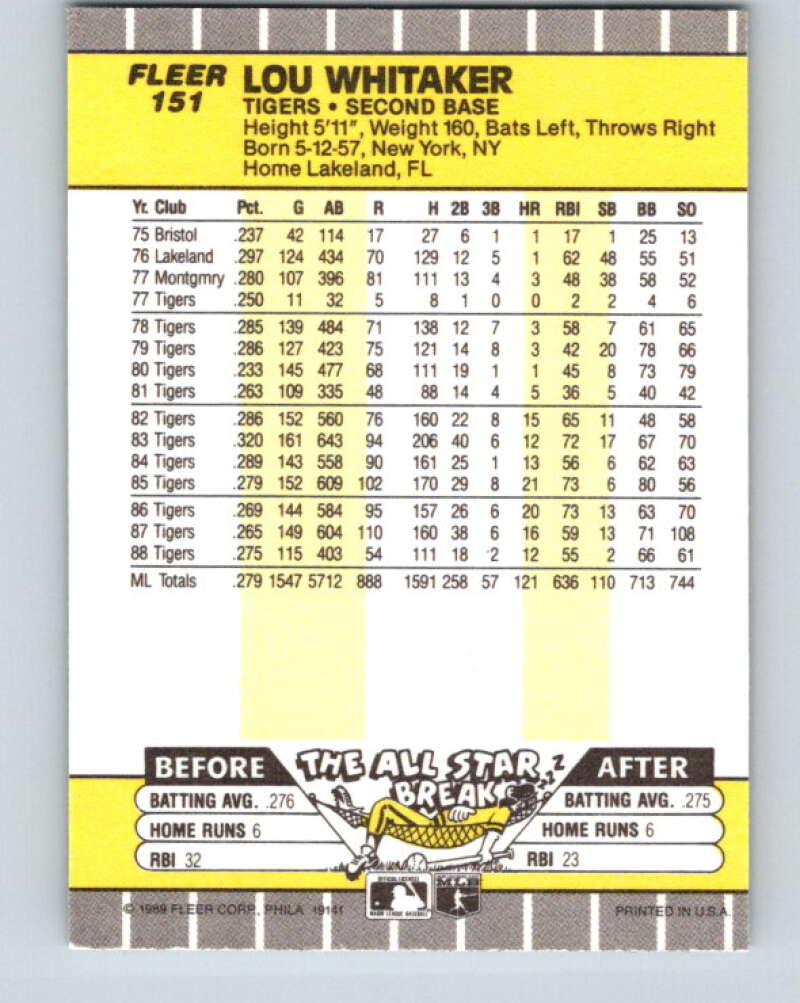 FLEER LOU WHITAKER
151 TIGERS • SECOND BASE
Height 5'11", Weight 160, Bats Left, Throws Right
Born 5-12-57, New York, NY
Home Lakeland, FL
Yr. Club Pct. G AB R H 2B 3B HR RBI SB BB SO
75 Bristol .237 42 114 17 27 6 1 1 17 1 25 13
76 Lakeland .297 124 434 70 129 12 5 1 62 48 55 51
77 Montgmry .280 107 396 81 111 13 4 3 48 38 58 52
77 Tigers .250 11 32 5 8 1 0 0 2 2 4 6
78 Tigers .285 139 484 71 138 12 7 3 58 7 61 65
79 Tigers .286 127 423 75 121 14 8 3 42 20 78 66
80 Tigers .233 145 477 68 111 19 1 1 45 8 73 79
81 Tigers .263 109 335 48 88 14 4 5 36 5 40 42
82 Tigers .286 152 560 76 160 22 8 15 65 11 48 58
83 Tigers .320 161 643 94 206 40 6 12 72 17 67 70
84 Tigers .289 143 558 90 161 25 1 13 56 6 62 63
85 Tigers .279 152 609 102 170 29 8 21 73 6 80 56
86 Tigers .269 144 584 95 157 26 6 20 73 13 63 70
87 Tigers .265 149 604 110 160 38 6 16 59 13 71 108
88 Tigers .275 115 403 54 111 18 2 12 55 2 66 61
ML Totals .279 1547 5712 888 1591 258 57 121 636 110 713 744
BEFORE THE ALL STAR BREAK ZZZ AFTER
BATTING AVG. .276 BATTING AVG. .275
HOME RUNS 6 HOME RUNS 6
RBI 32 RBI 23
MLB
© 1989 FLEER CORP., PHILA 19141 PRINTED IN U.S.A.